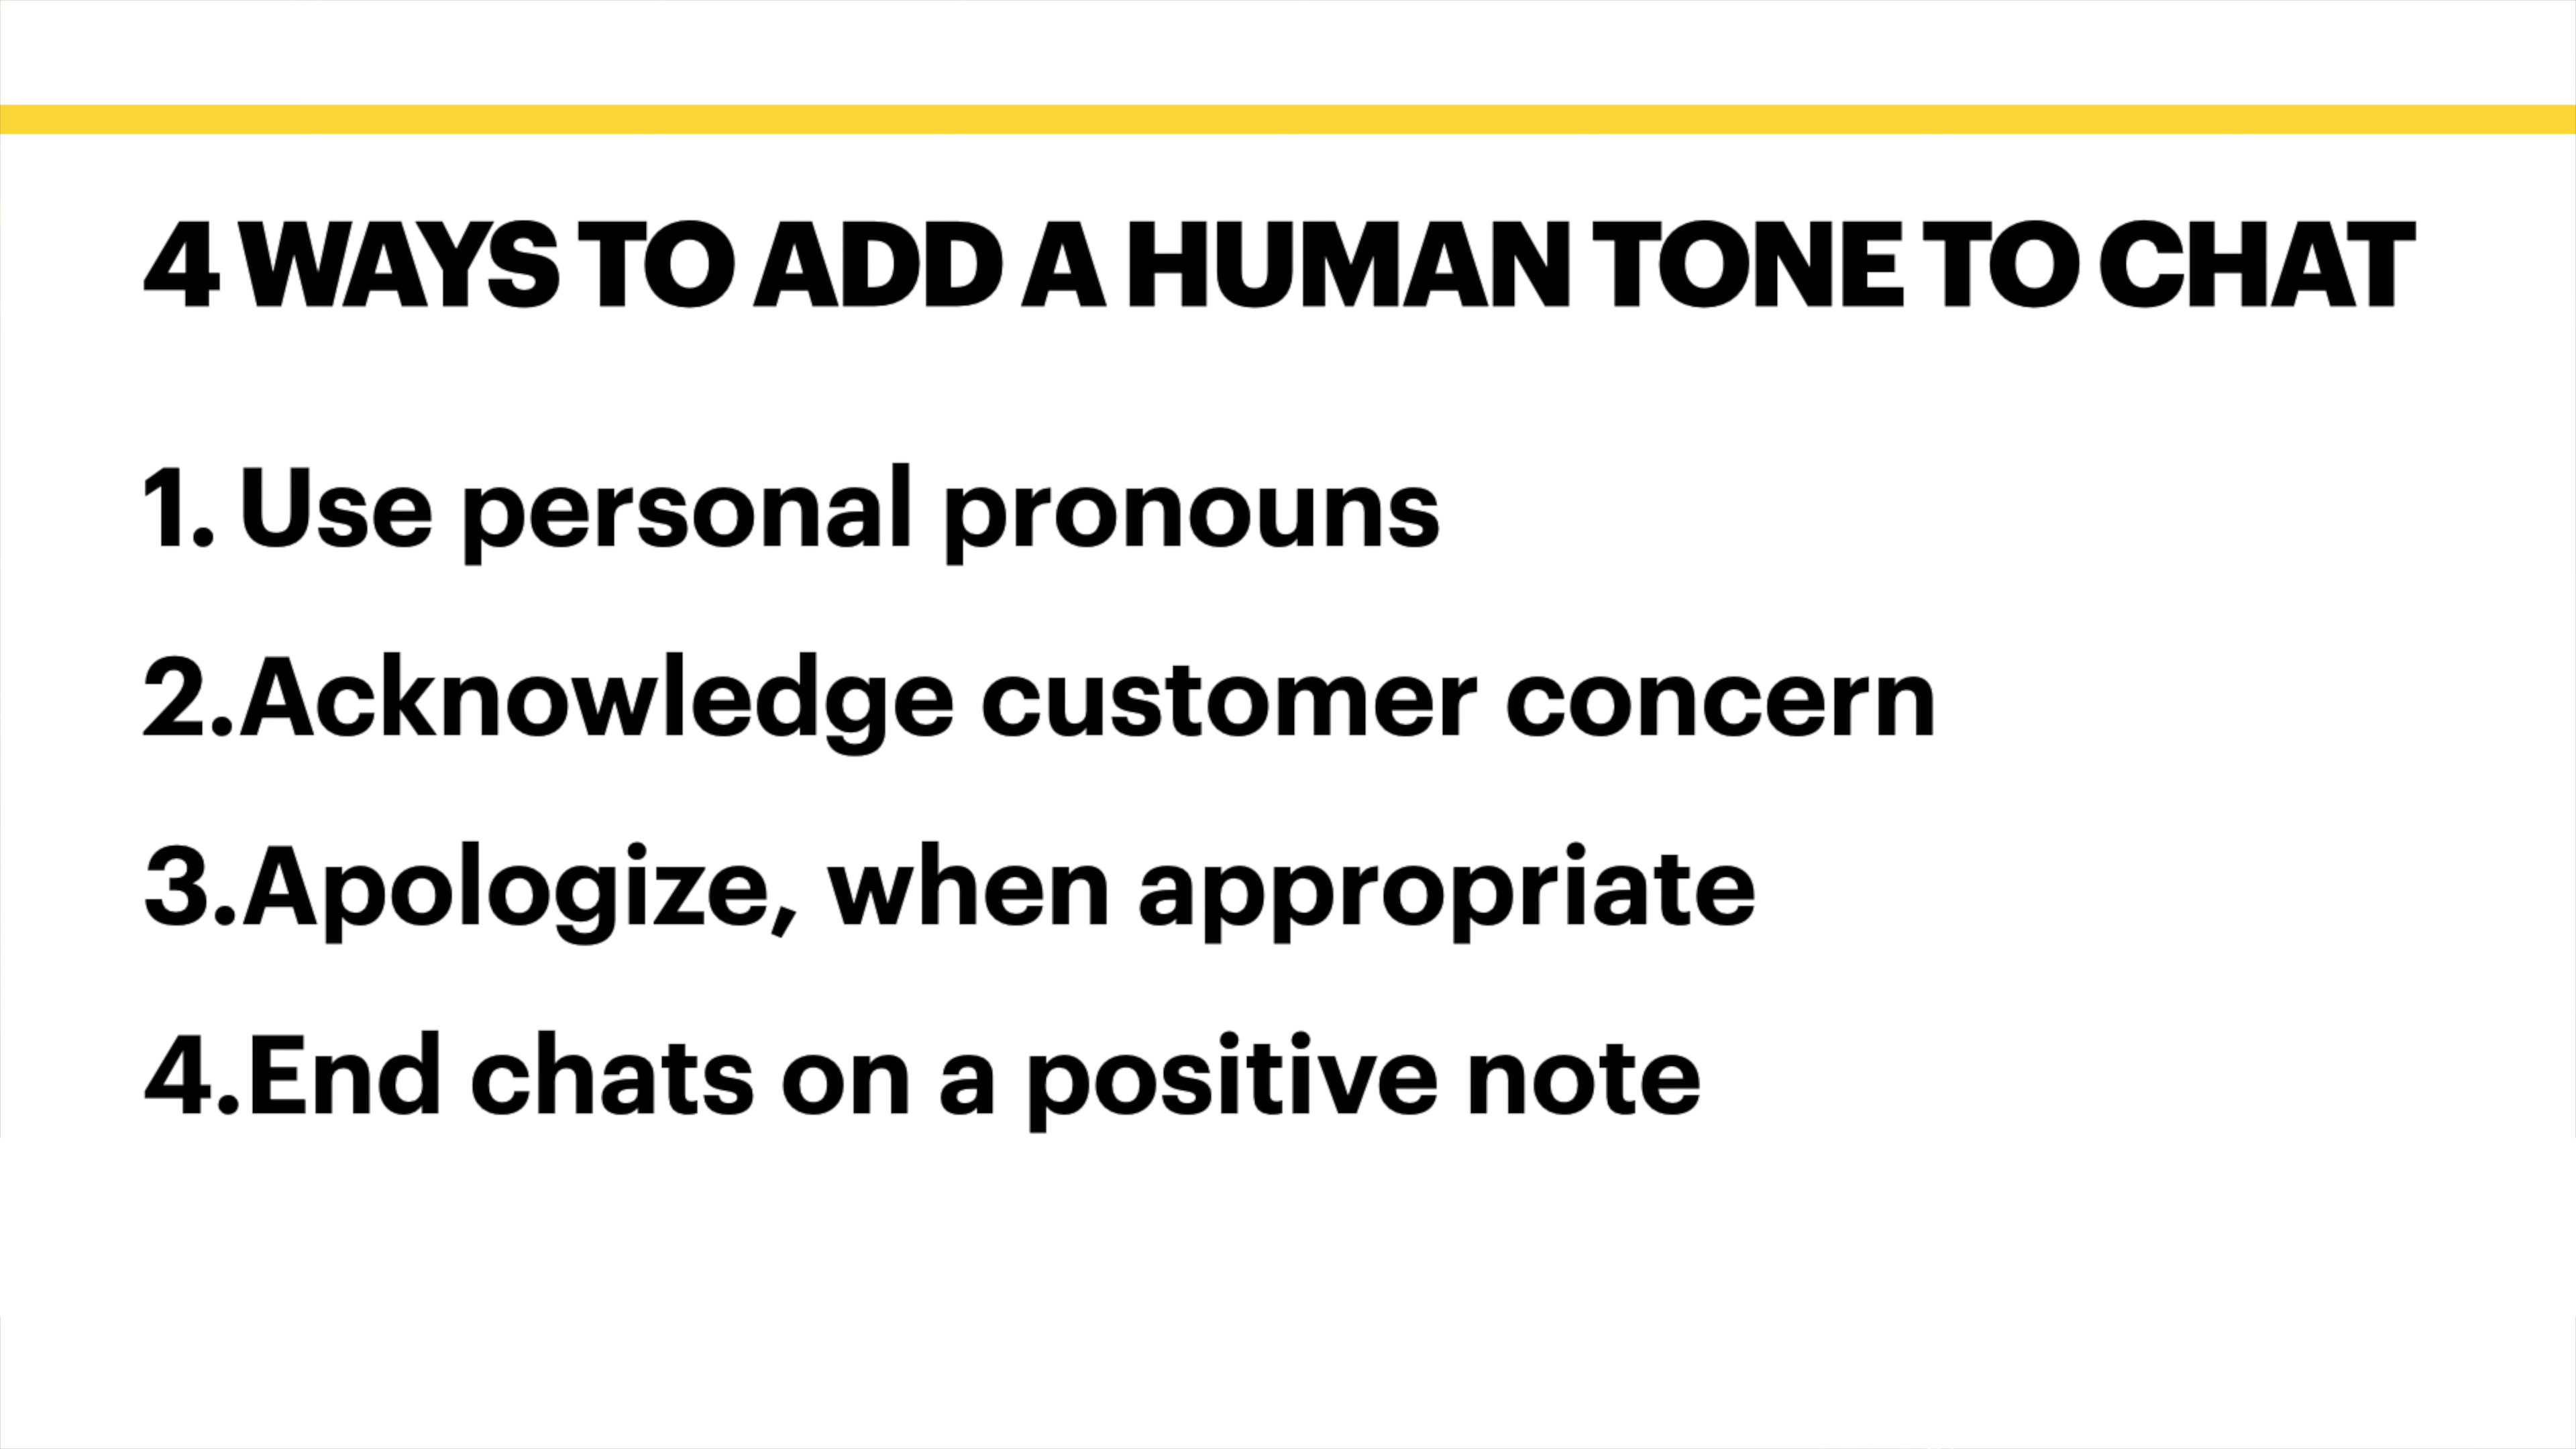 4 WAYS TO ADD A HUMAN TONE TO CHAT
1. Use personal pronouns
2.Acknowledge customer concern
3.Apologize, when appropriate
4.End chats on a positive note